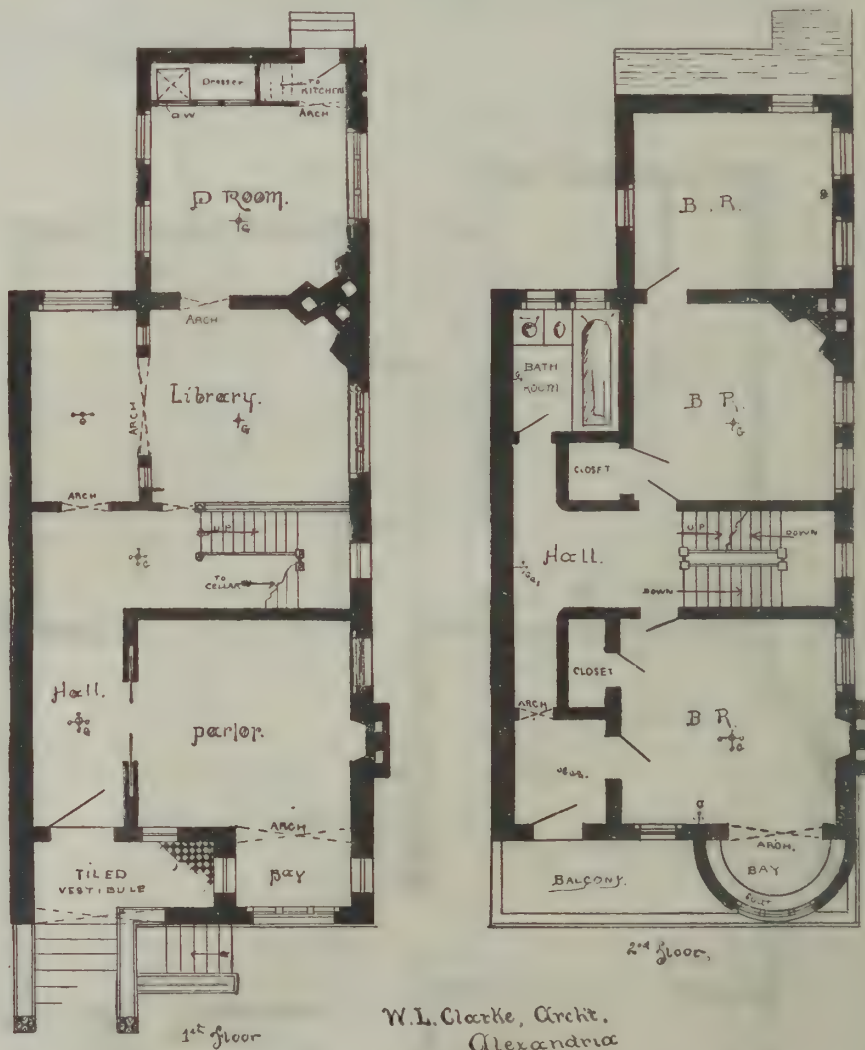 Dresser
TO
KITCHEN
D.W
ARCH
D ROOM.
G
ARCH
Library.
G
ARCH
G
ARCH
UP
G
TO
CELLAR
Hall.
G
parlor.
ARCH
TILED
VESTIBULE
bay
1st floor
B. R.
G
BATH
ROOM
G
B R.
G
CLOSET
UP
DOWN
Hall.
G
DOWN
CLOSET
ARCH
B R.
G
G
ARCH.
BAY
SEAT
BALCONY.
2nd floor,
W. L. Clarke, Archt.
Alexandria